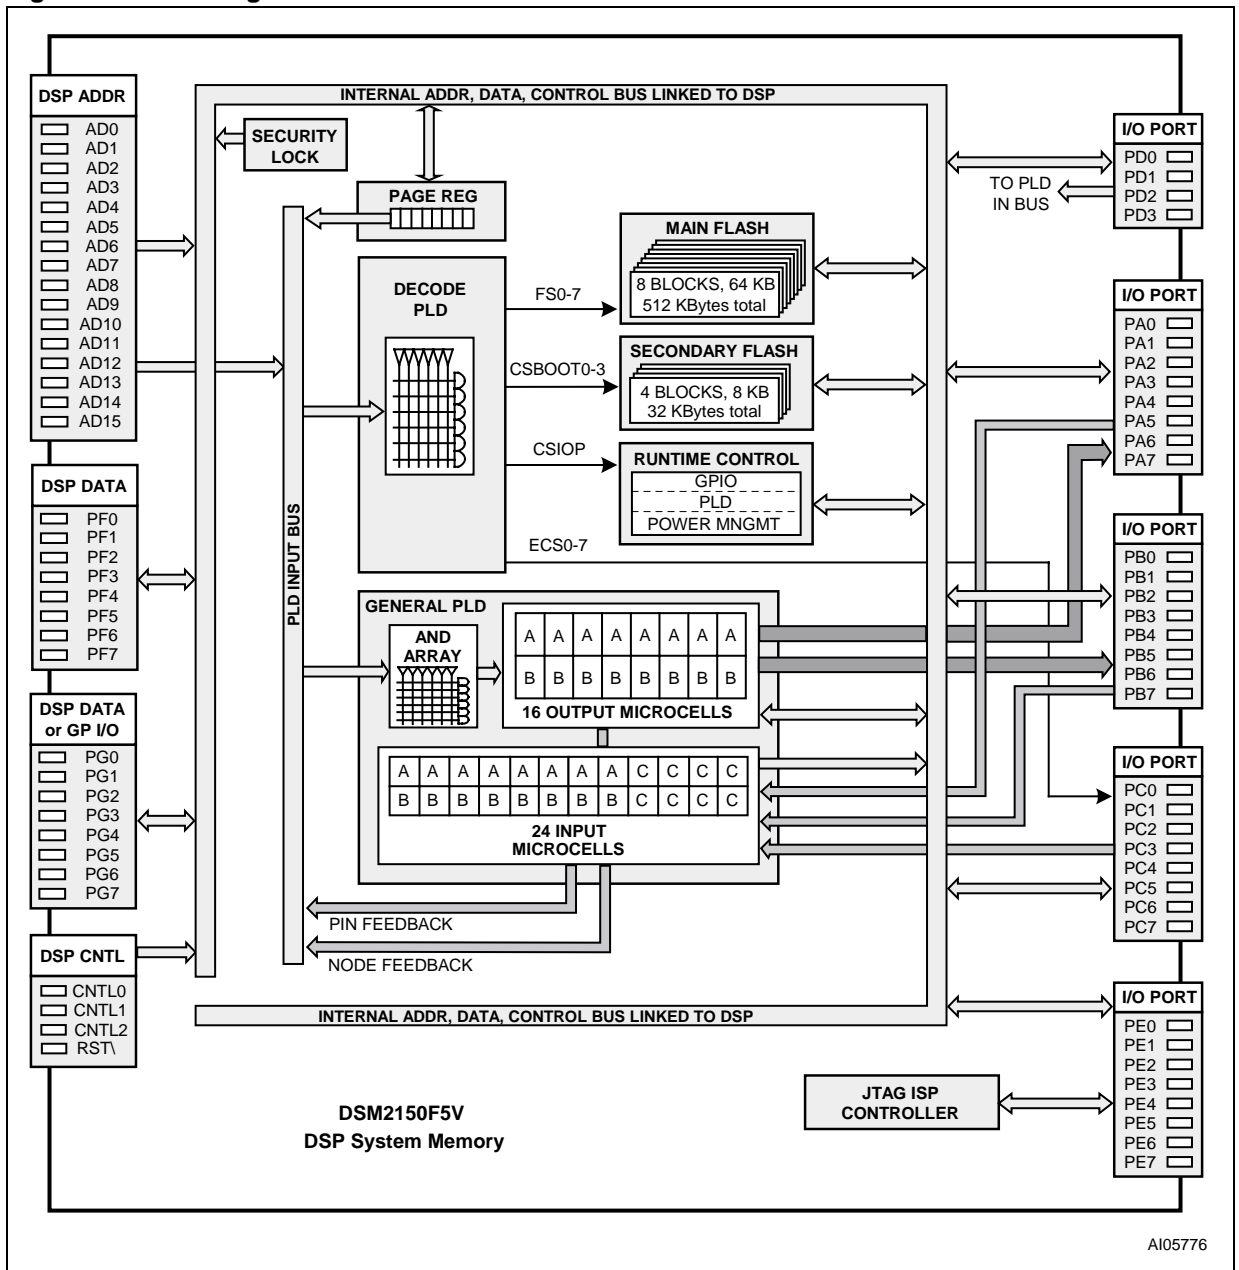 INTERNAL ADDR, DATA, CONTROL BUS LINKED TO DSP
DSP ADDR
AD0
AD1
AD2
AD3
AD4
AD5
AD6
AD7
AD8
AD9
AD10
AD11
AD12
AD13
AD14
AD15
DSP DATA
PF0
PF1
PF2
PF3
PF4
PF5
PF6
PF7
DSP DATA
or GP I/O
PG0
PG1
PG2
PG3
PG4
PG5
PG6
PG7
DSP CNTL
CNTL0
CNTL1
CNTL2
RST\
SECURITY
LOCK
PAGE REG
PLD INPUT BUS
DECODE
PLD
FS0-7
CSBOOT0-3
CSIOP
ECS0-7
MAIN FLASH
8 BLOCKS, 64 KB
512 KBytes total
SECONDARY FLASH
4 BLOCKS, 8 KB
32 KBytes total
RUNTIME CONTROL
GPIO
PLD
POWER MNGMT
GENERAL PLD
AND
ARRAY
A A A A A A A A
B B B B B B B B
16 OUTPUT MICROCELLS
A A A A A A A A C C C C
B B B B B B B B C C C C
24 INPUT
MICROCELLS
PIN FEEDBACK
NODE FEEDBACK
INTERNAL ADDR, DATA, CONTROL BUS LINKED TO DSP
TO PLD
IN BUS
I/O PORT
PD0
PD1
PD2
PD3
I/O PORT
PA0
PA1
PA2
PA3
PA4
PA5
PA6
PA7
I/O PORT
PB0
PB1
PB2
PB3
PB4
PB5
PB6
PB7
I/O PORT
PC0
PC1
PC2
PC3
PC4
PC5
PC6
PC7
I/O PORT
PE0
PE1
PE2
PE3
PE4
PE5
PE6
PE7
JTAG ISP
CONTROLLER
DSM2150F5V
DSP System Memory
AI05776